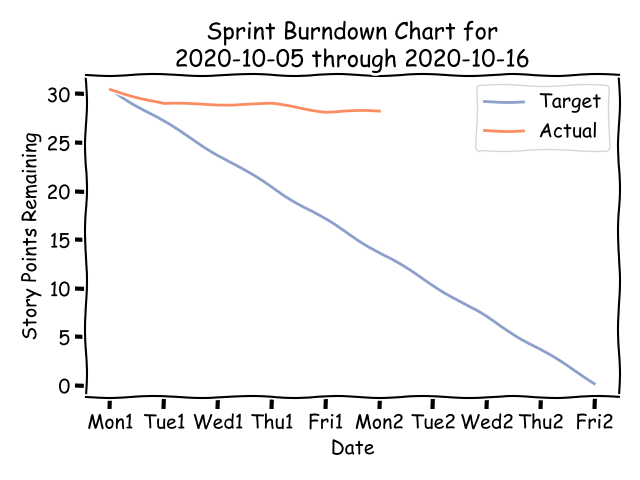 Sprint Burndown Chart for
2020-10-05 through 2020-10-16
Target
Actual
Story Points Remaining
30
25
20
15
10
5
0
Mon1 Tue1 Wed1 Thu1 Fri1 Mon2 Tue2 Wed2 Thu2 Fri2
Date